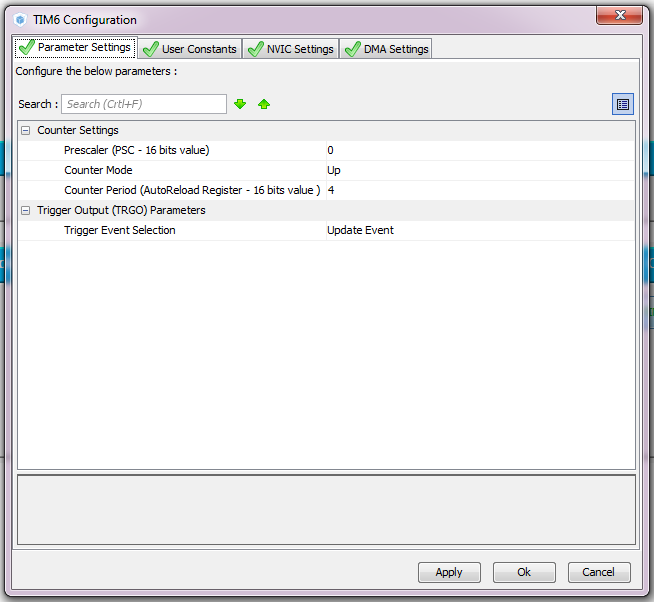 TIM6 Configuration
Parameter Settings User Constants NVIC Settings DMA Settings
Configure the below parameters :
Search : Search (Crtl+F)
Counter Settings
Prescaler (PSC - 16 bits value) 0
Counter Mode Up
Counter Period (AutoReload Register - 16 bits value ) 4
Trigger Output (TRGO) Parameters
Trigger Event Selection Update Event
Apply Ok Cancel